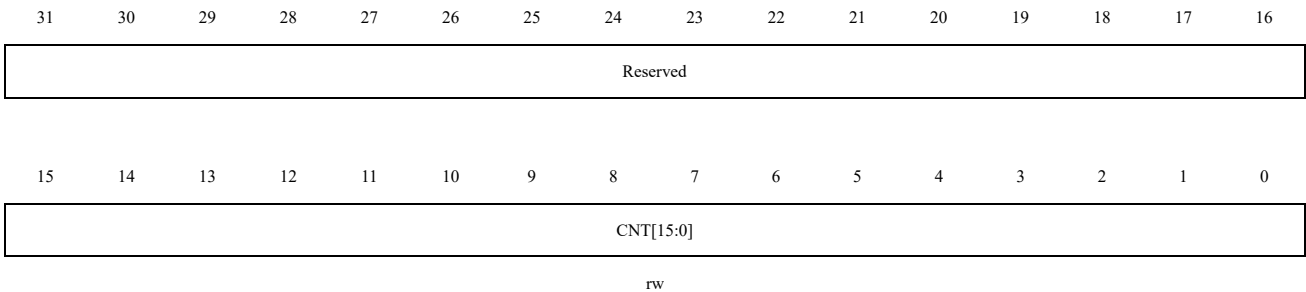 31 30 29 28 27 26 25 24 23 22 21 20 19 18 17 16
Reserved
15 14 13 12 11 10 9 8 7 6 5 4 3 2 1 0
CNT[15:0]
rw